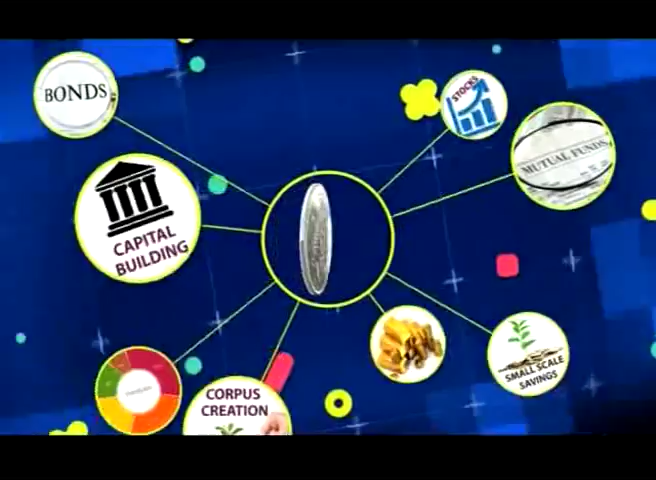 BONDS
STOCKS
MUTUAL FUNDS
CAPITAL
BUILDING
SMALL SCALE
SAVINGS
CORPUS
CREATION